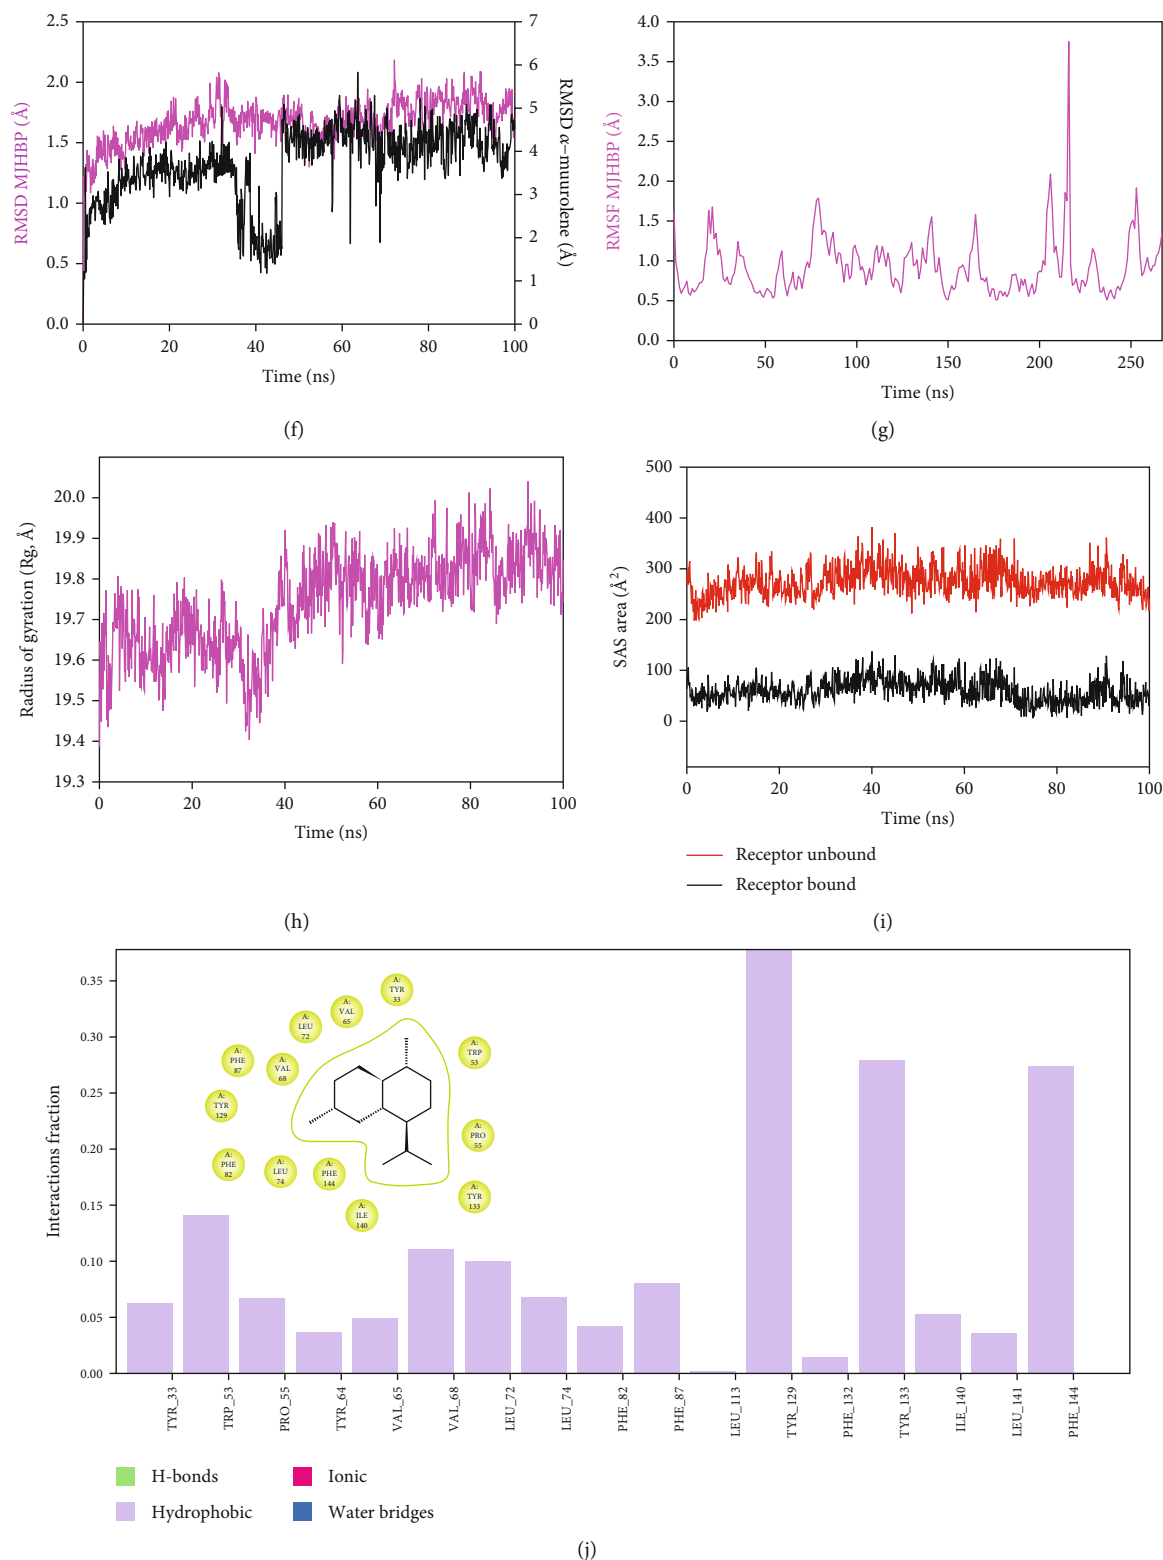 2.5
2.0
1.5
1.0
0.5
0.0
RMSD MJHBP (Å)
7
6
5
4
3
2
1
0
RMSD α−muurolene (Å)
0 20 40 60 80 100
Time (ns)
(f)
4.0
3.5
3.0
2.5
2.0
1.5
1.0
0.5
0.0
RMSF MJHBP (Å)
0 50 100 150 200 250
Time (ns)
(g)
20.0
19.9
19.8
19.7
19.6
19.5
19.4
19.3
Radius of gyration (Rg, Å)
0 20 40 60 80 100
Time (ns)
(h)
500
400
300
200
100
0
SAS area (Å²)
0 20 40 60 80 100
Time (ns)
Receptor unbound
Receptor bound
(i)
0.35
0.30
0.25
0.20
0.15
0.10
0.05
0.00
Interactions fraction
A:
TYR
33
A:
VAL
65
A:
LEU
72
A:
TRP
53
A:
PHE
87
A:
VAL
68
A:
TYR
129
A:
PRO
55
A:
PHE
82
A:
LEU
74
A:
PHE
144
A:
TYR
133
A:
ILE
140
TYR_33
TRP_53
PRO_55
TYR_64
VAL_65
VAL_68
LEU_72
LEU_74
PHE_82
PHE_87
LEU_113
TYR_129
PHE_132
TYR_133
ILE_140
LEU_141
PHE_144
H-bonds
Ionic
Hydrophobic
Water bridges
(j)